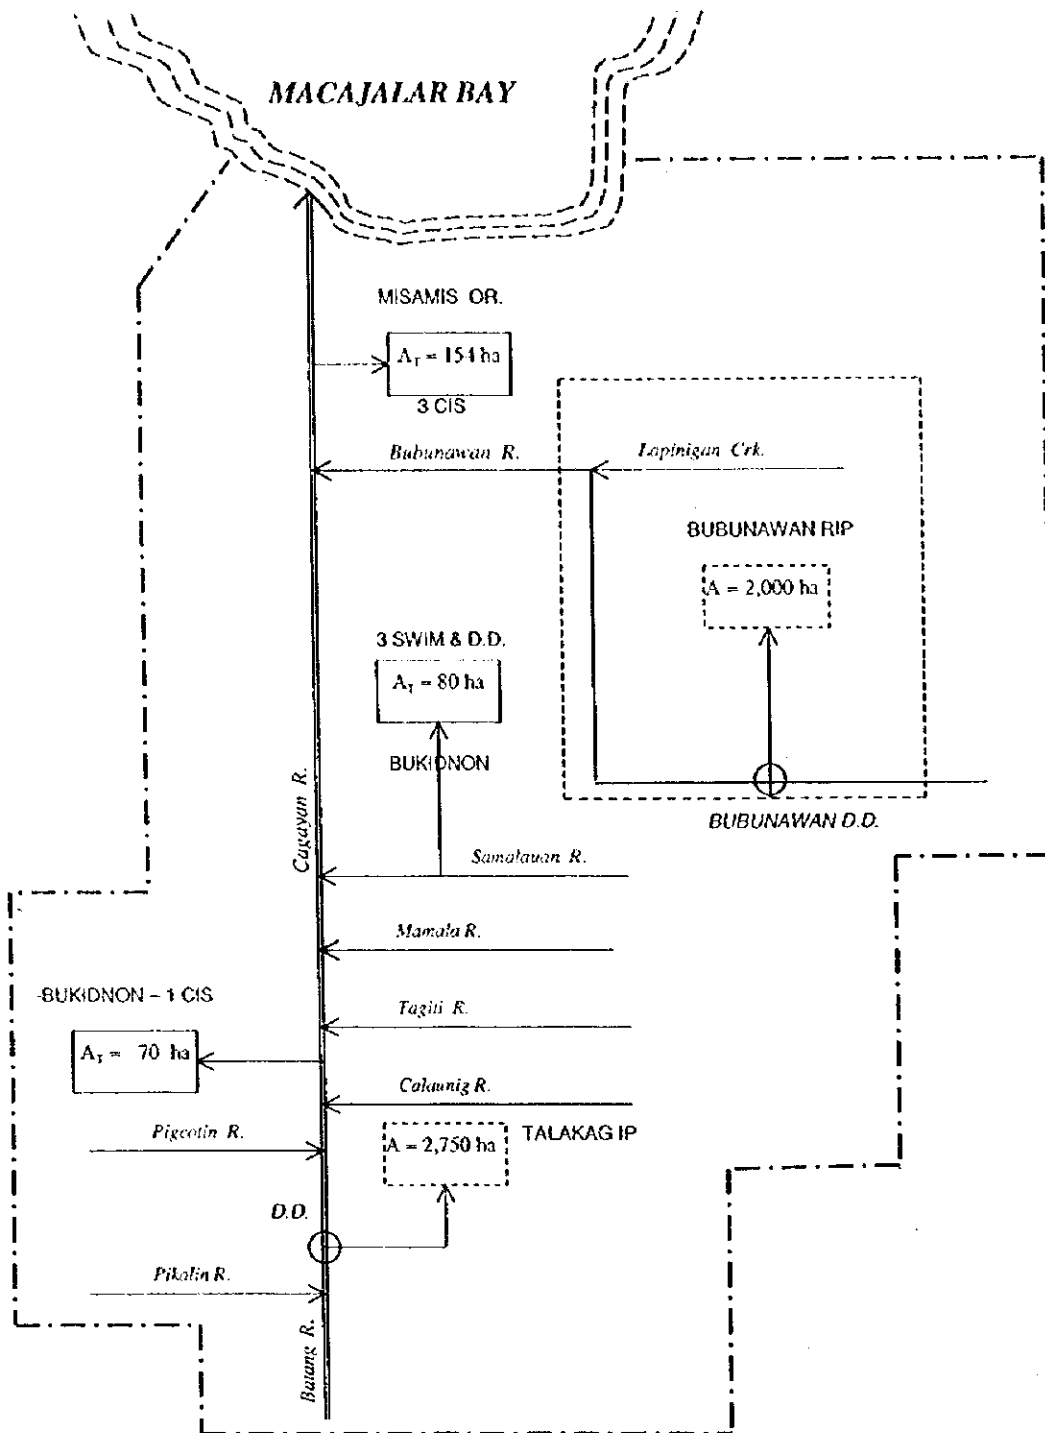 MACAJALAR BAY
MISAMIS OR.
A_T = 154 ha
3 CIS
Bubunawan R.
Lapinigan Crk.
BUBUNAWAN RIP
A = 2,000 ha
3 SWIM & D.D.
A_T = 80 ha
BUKIDNON
Cagayan R.
BUBUNAWAN D.D.
Samalauan R.
Mamala R.
-BUKIDNON – 1 CIS
Tagiti R.
A_T = 70 ha
Calaunig R.
Pigcotin R.
A = 2,750 ha
TALAKAG IP
D.D.
Pikalin R.
Batang R.